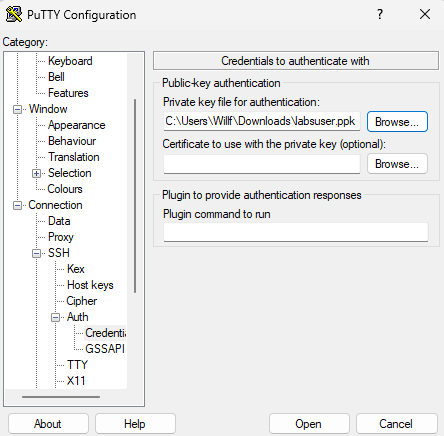 PuTTY Configuration
? X
Category:
Keyboard
Bell
Features
Window
Appearance
Behaviour
Translation
Selection
Colours
Connection
Data
Proxy
SSH
Kex
Host keys
Cipher
Auth
Credenti
GSSAPI
TTY
X11
Credentials to authenticate with
Public-key authentication
Private key file for authentication:
C:\Users\Willf\Downloads\labsuser.ppk Browse...
Certificate to use with the private key (optional):
Browse...
Plugin to provide authentication responses
Plugin command to run
About Help Open Cancel